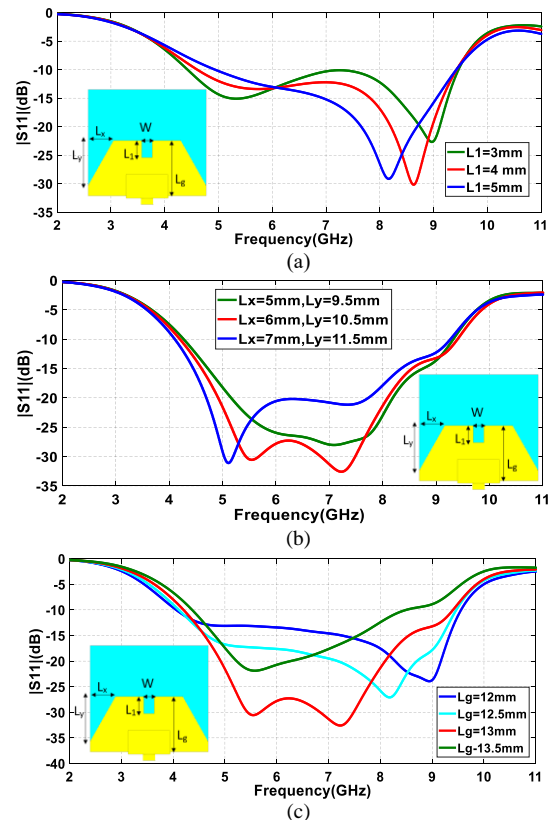 0
-5
-10
-15
-20
-25
-30
-35
|S11|(dB)
Lx
W
Ly
L1
Lg
L1=3mm
L1=4 mm
L1=5mm
2 3 4 5 6 7 8 9 10 11
Frequency(GHz)
(a)
0
-5
-10
-15
-20
-25
-30
-35
|S11|(dB)
Lx=5mm,Ly=9.5mm
Lx=6mm,Ly=10.5mm
Lx=7mm,Ly=11.5mm
Lx
W
Ly
L1
Lg
2 3 4 5 6 7 8 9 10 11
Frequency(GHz)
(b)
0
-5
-10
-15
-20
-25
-30
-35
-40
|S11|(dB)
Lx
W
Ly
L1
Lg
Lg=12mm
Lg=12.5mm
Lg=13mm
Lg-13.5mm
2 3 4 5 6 7 8 9 10 11
Frequency(GHz)
(c)